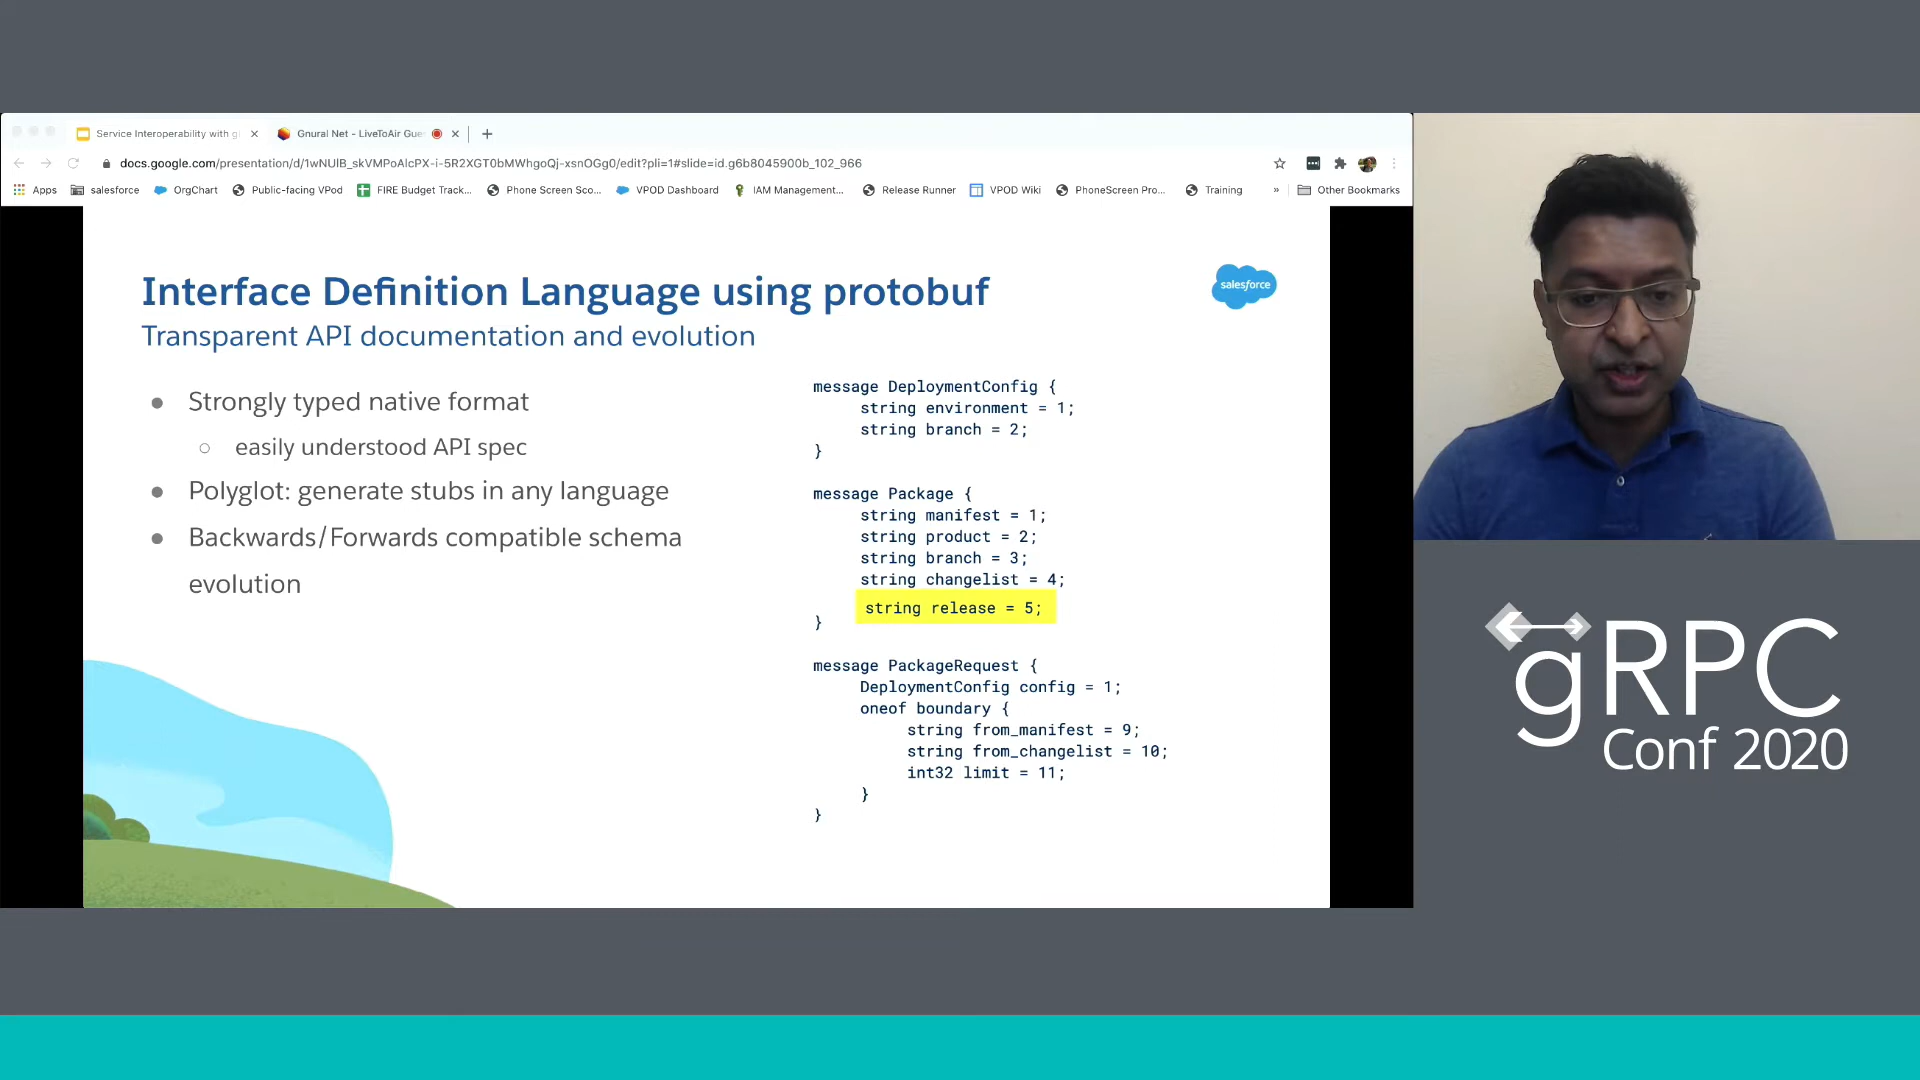 Service Interoperability with g
Gnural Net - LiveToAir Gue
docs.google.com/presentation/d/1wNUlB_skVMPoAlcPX-i-5R2XGT0bMWhgoQj-xsnOGg0/edit?pli=1#slide=id.g6b8045900b_102_966
Apps salesforce OrgChart Public-facing VPod FIRE Budget Track... Phone Screen Sco... VPOD Dashboard IAM Management... Release Runner VPOD Wiki PhoneScreen Pro... Training » Other Bookmarks
Interface Definition Language using protobuf
salesforce
Transparent API documentation and evolution
● Strongly typed native format
○ easily understood API spec
● Polyglot: generate stubs in any language
● Backwards/Forwards compatible schema
evolution
message DeploymentConfig {
string environment = 1;
string branch = 2;
}
message Package {
string manifest = 1;
string product = 2;
string branch = 3;
string changelist = 4;
string release = 5;
}
message PackageRequest {
DeploymentConfig config = 1;
oneof boundary {
string from_manifest = 9;
string from_changelist = 10;
int32 limit = 11;
}
}
gRPC
Conf 2020